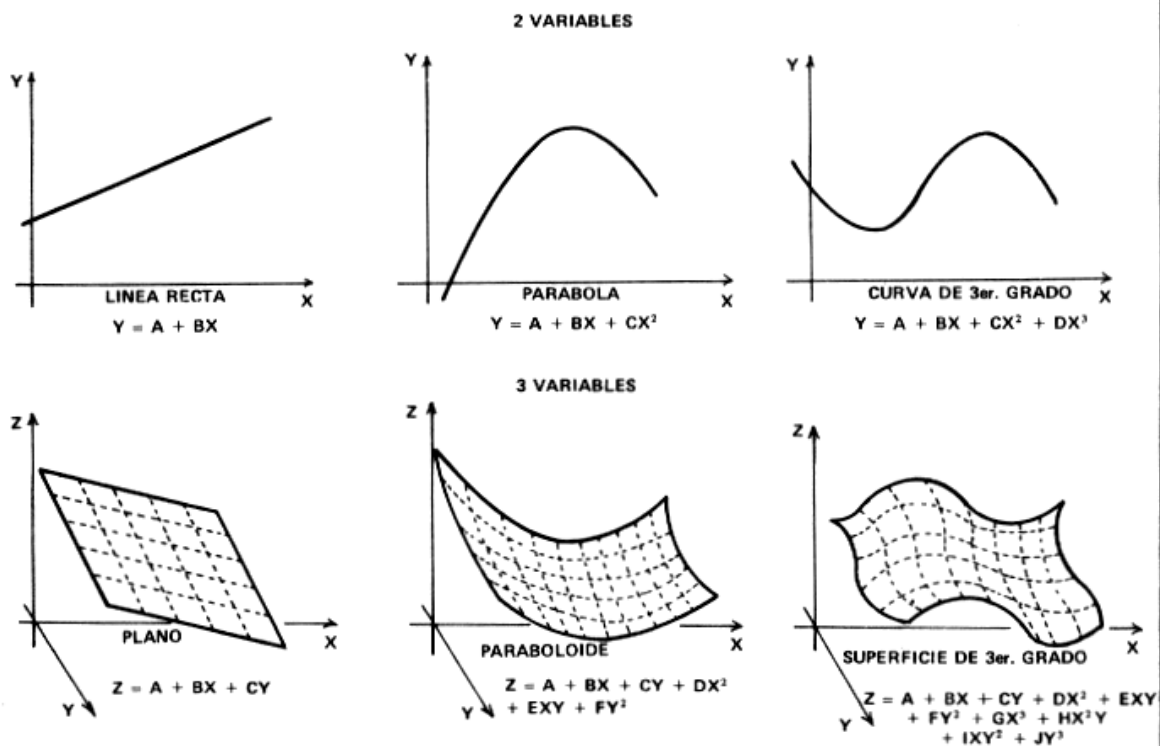 2 VARIABLES
Y
Y
Y
LINEA RECTA
X
PARABOLA
X
CURVA DE 3er. GRADO
X
Y = A + BX
Y = A + BX + CX²
Y = A + BX + CX² + DX³
3 VARIABLES
Z
Z
Z
PLANO
X
PARABOLOIDE
X
SUPERFICIE DE 3er. GRADO
X
Y
Z = A + BX + CY
Y
Z = A + BX + CY + DX²
+ EXY + FY²
Y
Z = A + BX + CY + DX² + EXY
+ FY² + GX³ + HX²Y
+ IXY² + JY³